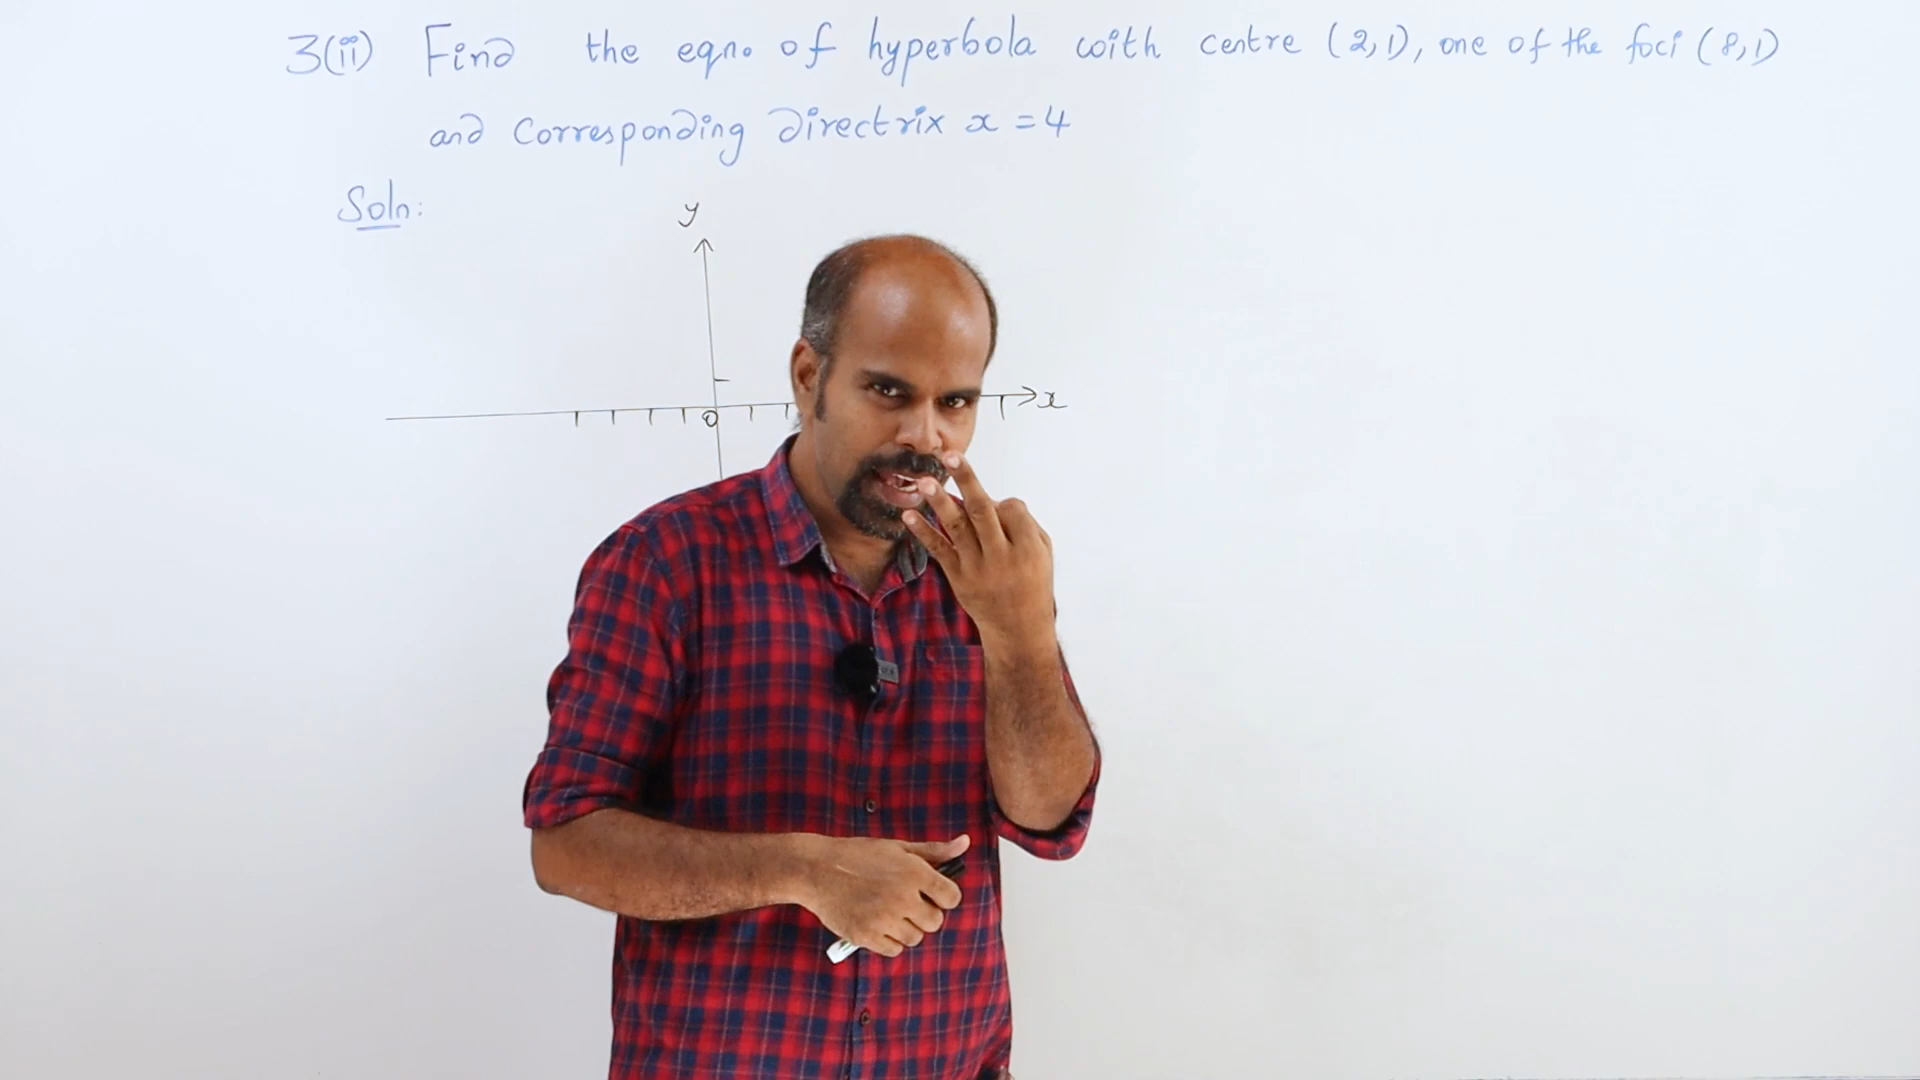 3(ii) Find the eqn. of hyperbola with centre (2,1), one of the foci (8,1)
and corresponding directrix x = 4
Soln:
y
0
x